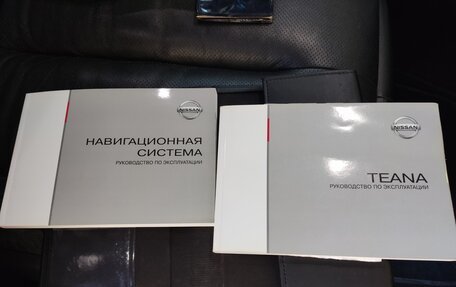 NISSAN
НАВИГАЦИОННАЯ
СИСТЕМА
РУКОВОДСТВО ПО ЭКСПЛУАТАЦИИ
NISSAN
TEANA
РУКОВОДСТВО ПО ЭКСПЛУАТАЦИИ